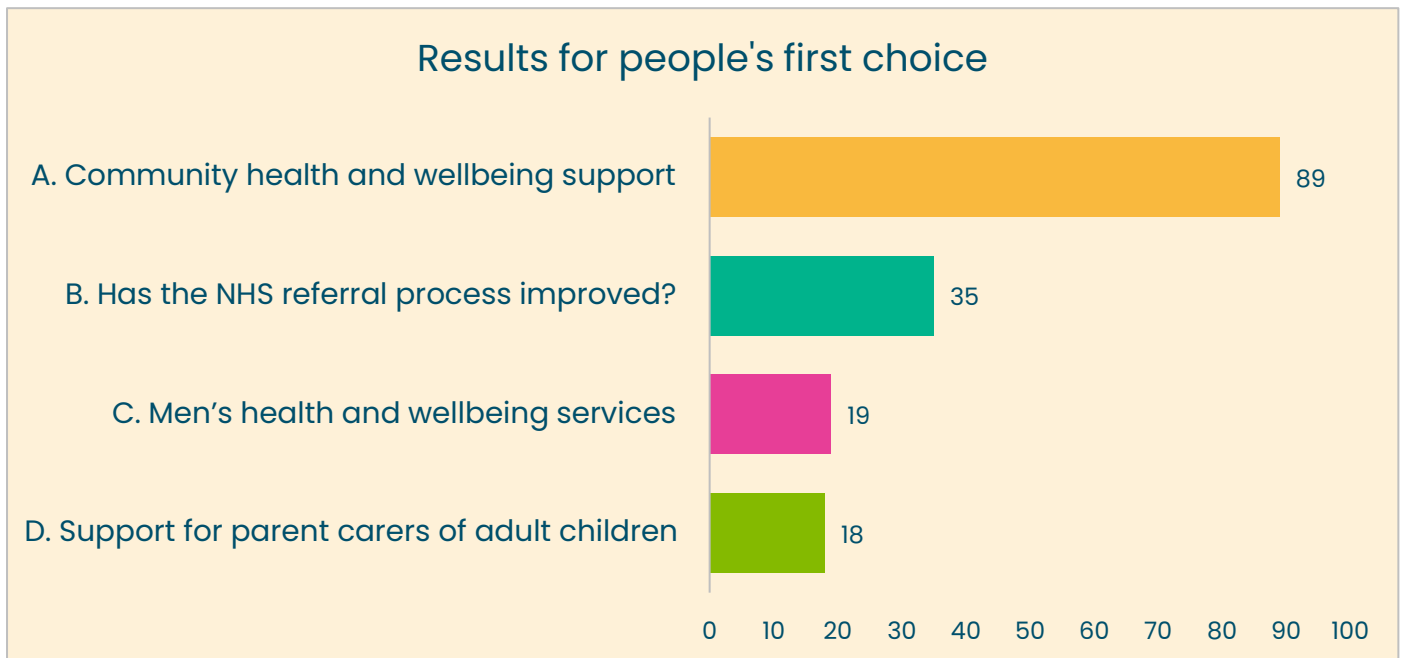 Results for people's first choice
A. Community health and wellbeing support
89
B. Has the NHS referral process improved?
35
C. Men’s health and wellbeing services
19
D. Support for parent carers of adult children
18
0 10 20 30 40 50 60 70 80 90 100